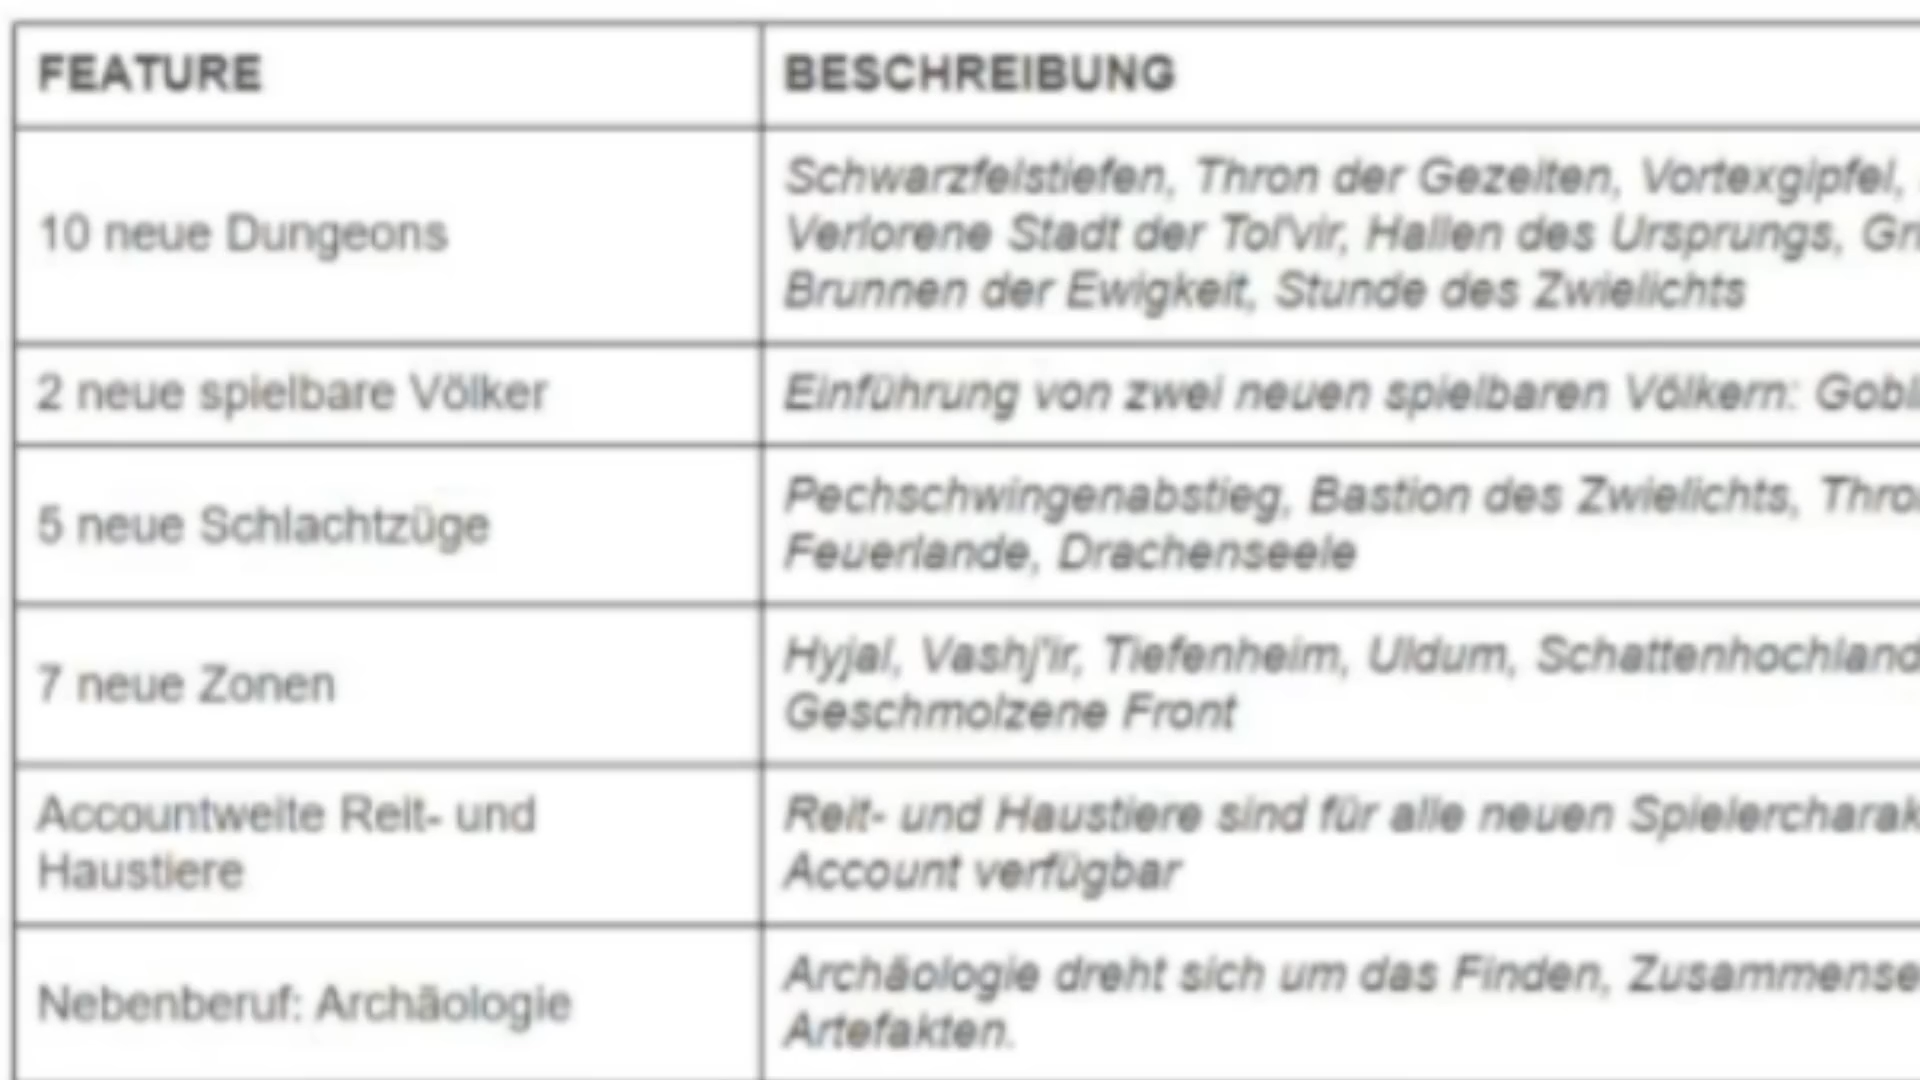 FEATURE
BESCHREIBUNG
10 neue Dungeons
Schwarzfelstiefen, Thron der Gezeiten, Vortexgipfel,
Verlorene Stadt der Tol'vir, Hallen des Ursprungs,
Brunnen der Ewigkeit, Stunde des Zwielichts
2 neue spielbare Völker
Einführung von zwei neuen spielbaren Völkern:
5 neue Schlachtzüge
Pechschwingenabstieg, Bastion des Zwielichts,
Feuerlande, Drachenseele
7 neue Zonen
Hyjal, Vashj'ir, Tiefenheim, Uldum, Schattenhochland
Geschmolzene Front
Accountweite Reit- und
Haustiere
Reit- und Haustiere sind für alle neuen
Account verfügbar
Nebenberuf: Archäologie
Archäologie dreht sich um das Finden,
Artefakten.